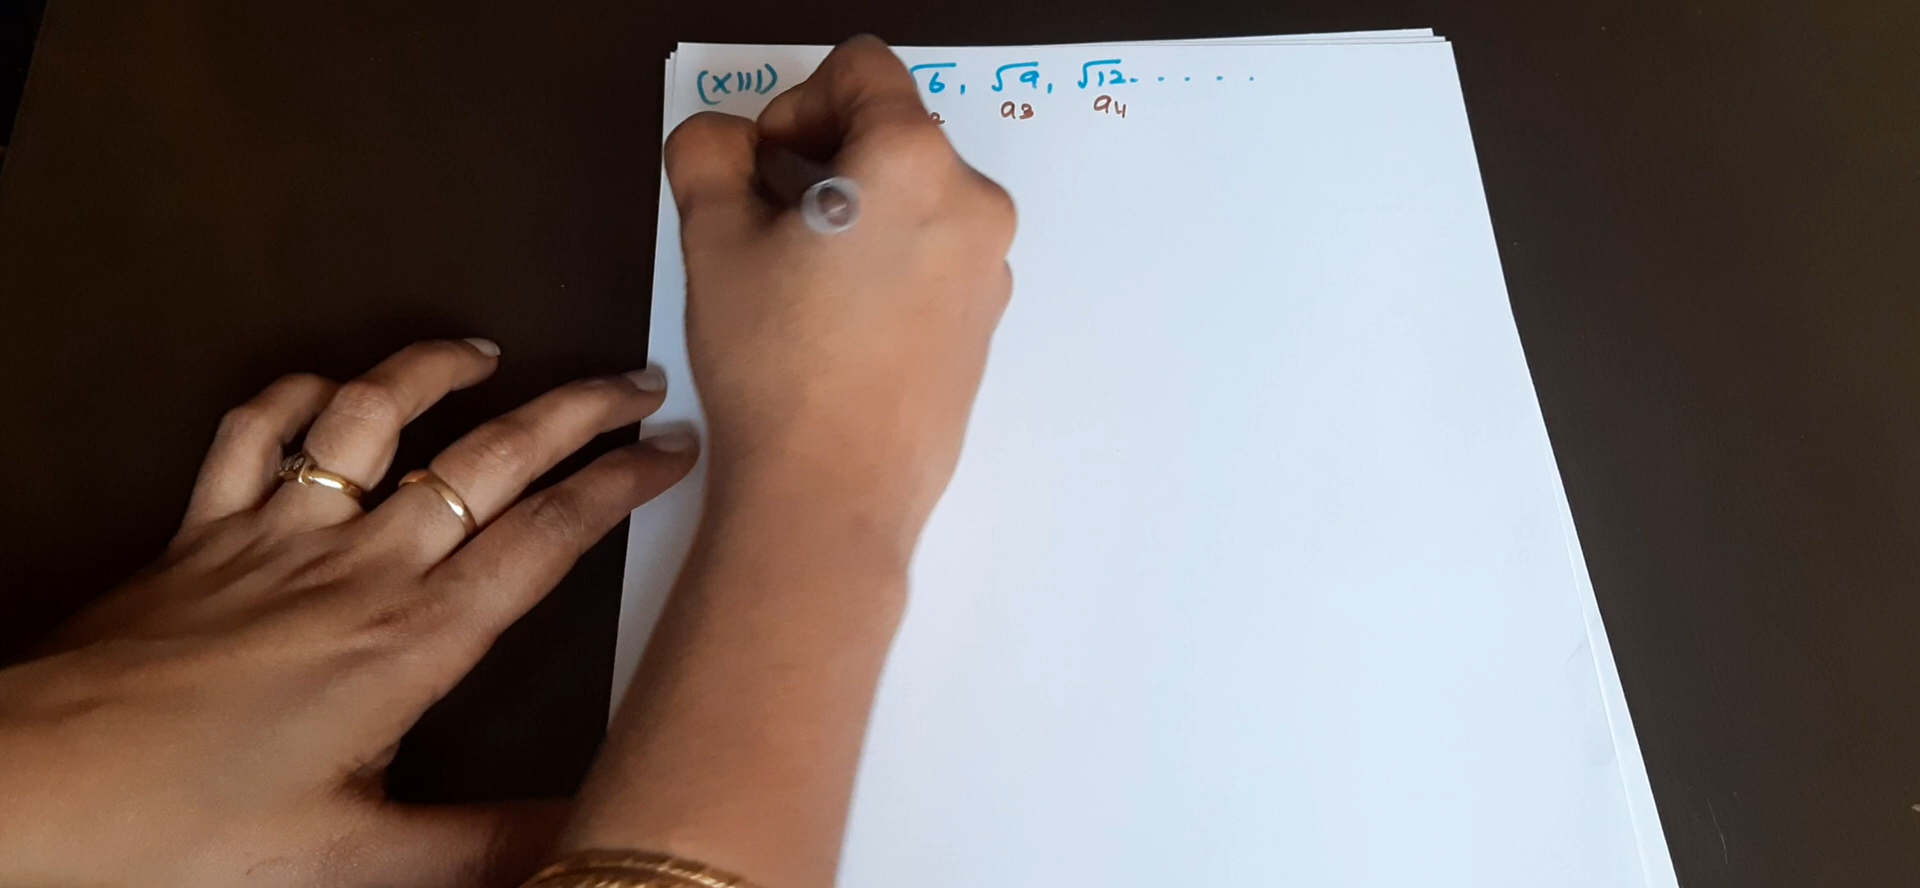 (XIII) √6, √9, √12.....
a3 a4